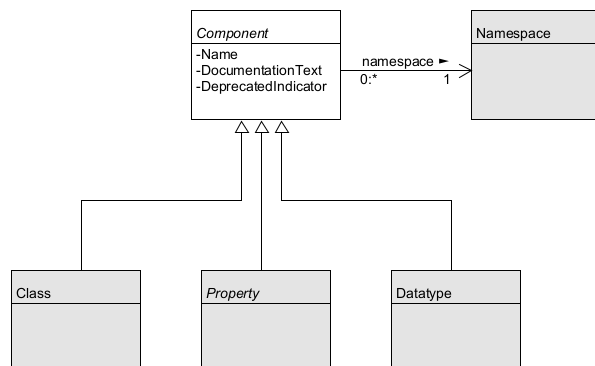 Component
-Name
-DocumentationText
-DeprecatedIndicator
namespace ►
0:* 1
Namespace
Class
Property
Datatype